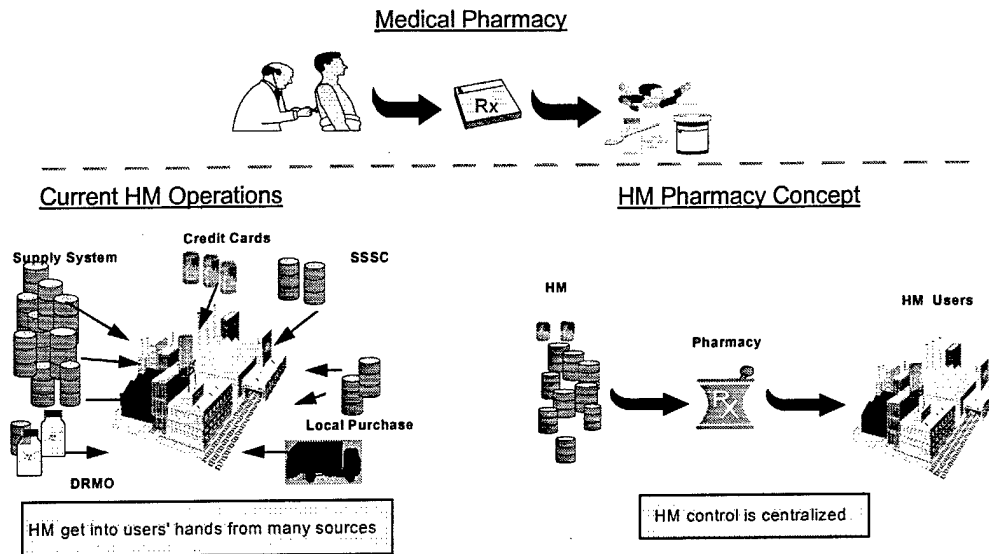 Medical Pharmacy
Rx
Current HM Operations
HM Pharmacy Concept
Supply System
Credit Cards
SSSC
HM
HM Users
Pharmacy
Rx
Local Purchase
DRMO
HM get into users' hands from many sources
HM control is centralized